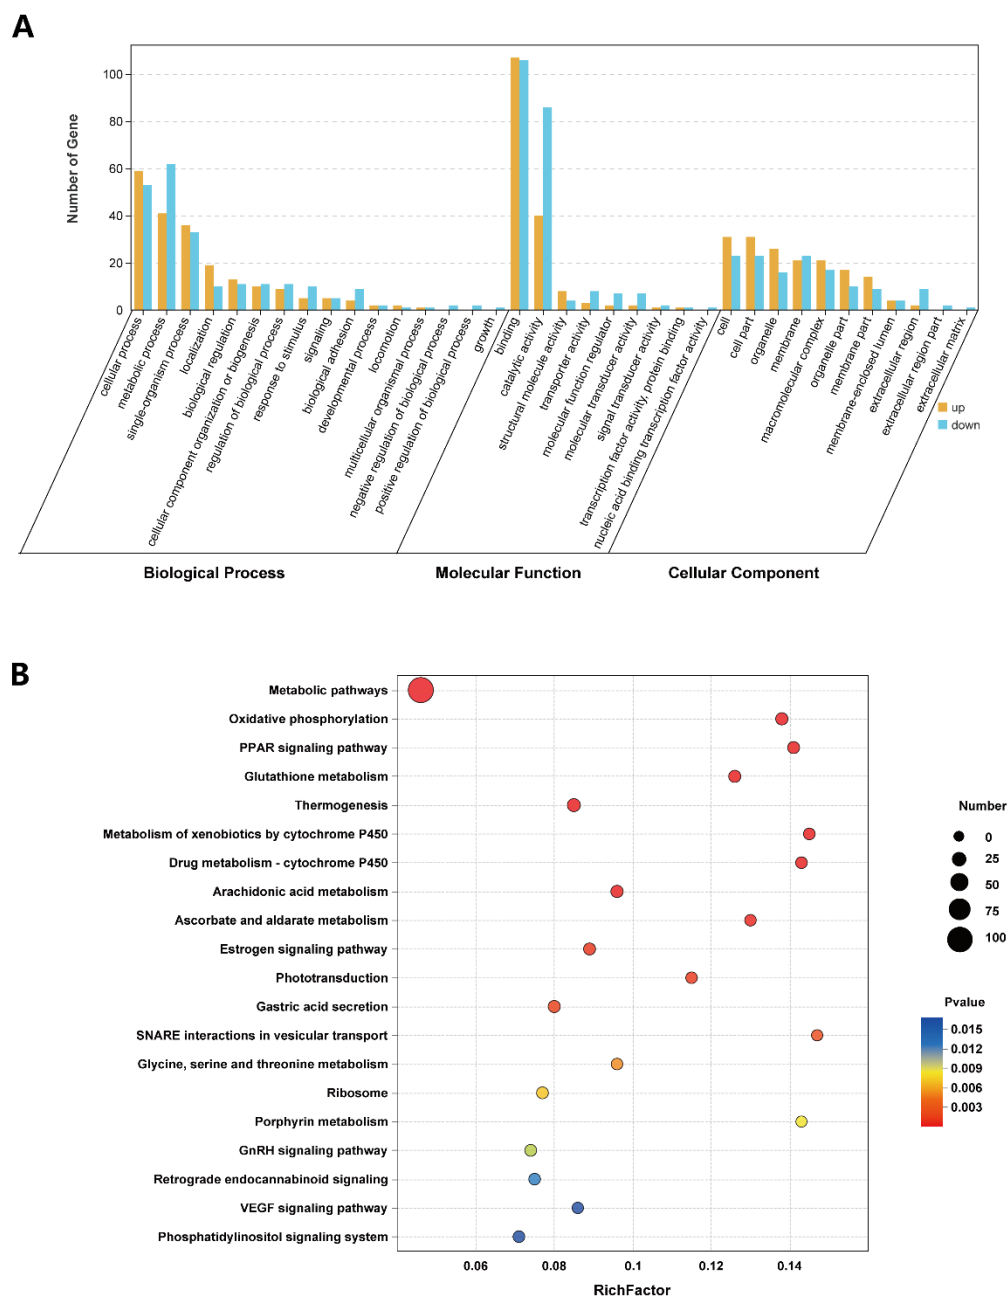 A
Number of Gene
100
80
60
40
20
0
cellular process
metabolic process
single-organism process
localization
biological regulation
cellular component organization or biogenesis
regulation of biological process
response to stimulus
signaling
biological adhesion
developmental process
locomotion
multicellular organismal process
negative regulation of biological process
positive regulation of biological process
growth
binding
catalytic activity
structural molecule activity
transporter activity
molecular function regulator
molecular transducer activity
signal transducer activity
transcription factor activity, protein binding
nucleic acid binding transcription factor activity
cell
cell part
organelle
membrane
macromolecular complex
organelle part
membrane part
membrane-enclosed lumen
extracellular region
extracellular region part
extracellular matrix
up
down
Biological Process
Molecular Function
Cellular Component
B
Metabolic pathways
Oxidative phosphorylation
PPAR signaling pathway
Glutathione metabolism
Thermogenesis
Metabolism of xenobiotics by cytochrome P450
Drug metabolism - cytochrome P450
Arachidonic acid metabolism
Ascorbate and aldarate metabolism
Estrogen signaling pathway
Phototransduction
Gastric acid secretion
SNARE interactions in vesicular transport
Glycine, serine and threonine metabolism
Ribosome
Porphyrin metabolism
GnRH signaling pathway
Retrograde endocannabinoid signaling
VEGF signaling pathway
Phosphatidylinositol signaling system
0.06
0.08
0.1
0.12
0.14
RichFactor
Number
0
25
50
75
100
Pvalue
0.015
0.012
0.009
0.006
0.003